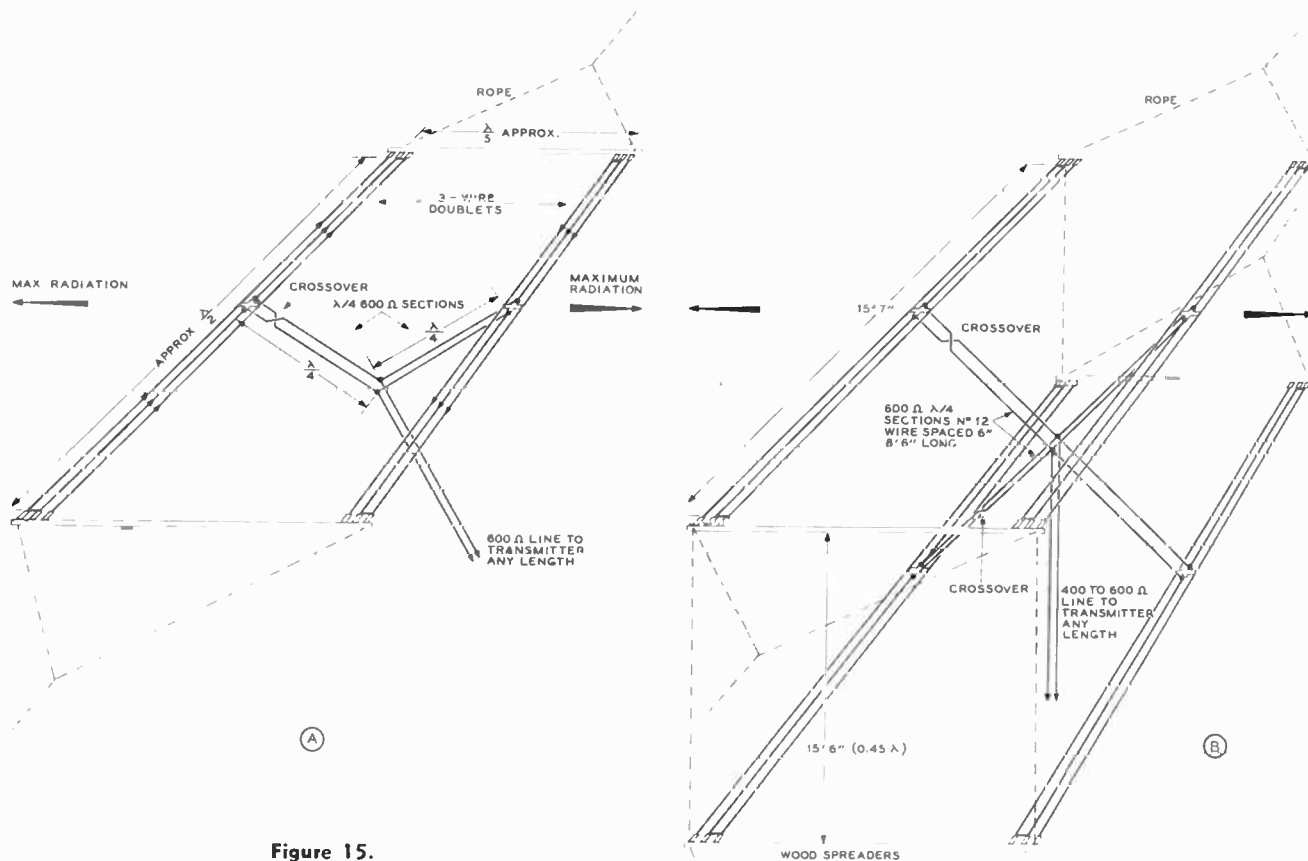 ROPE
λ/5 APPROX.
3-WIRE
DOUBLETS
MAX RADIATION
CROSSOVER
λ/4 600 Ω SECTIONS
MAXIMUM
RADIATION
APPROX λ/2
λ/4
λ/4
600 Ω LINE TO
TRANSMITTER
ANY LENGTH
A
Figure 15.
ROPE
15'7"
CROSSOVER
600 Ω λ/4
SECTIONS Nº 12
WIRE SPACED 6"
8'6" LONG
CROSSOVER
400 TO 600 Ω
LINE TO
TRANSMITTER
ANY
LENGTH
15'6" (0.45 λ)
B
WOOD SPREADERS